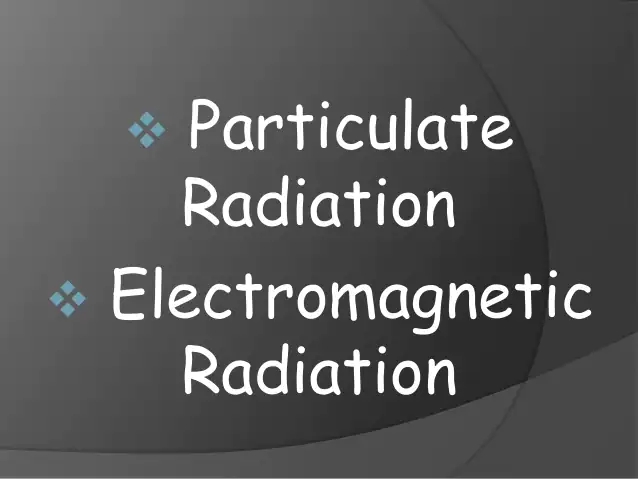 ❖ Particulate
Radiation
❖ Electromagnetic
Radiation